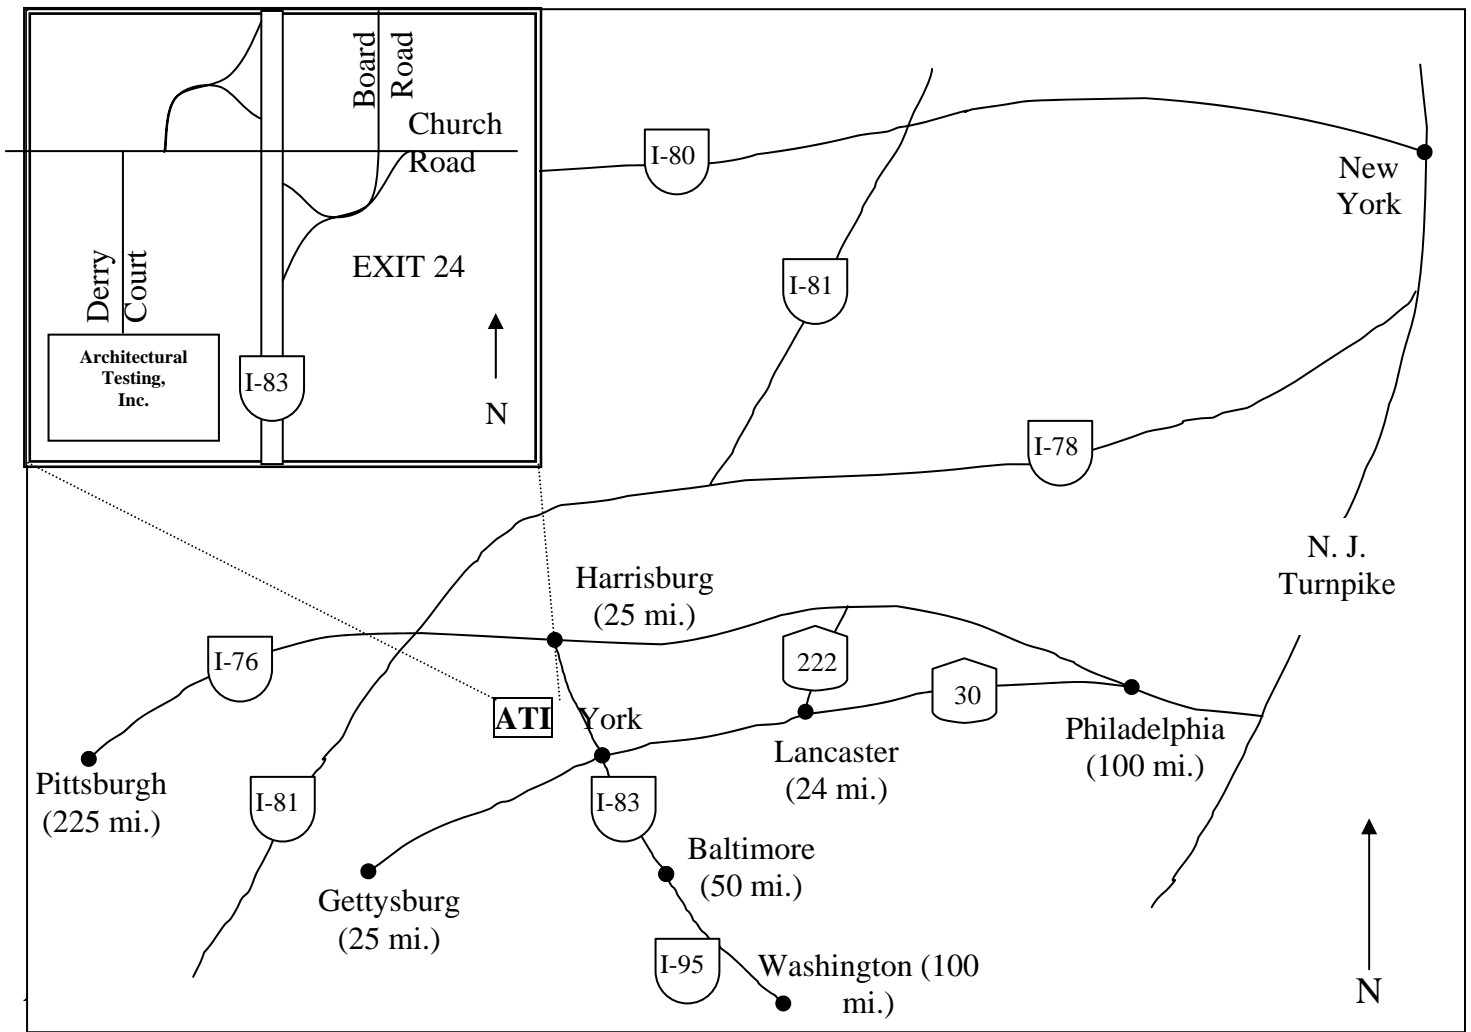 Board
Road
Church
Road
Derry
Court
EXIT 24
N
Architectural
Testing,
Inc.
I-83
I-80
New
York
I-81
I-78
N. J.
Turnpike
Harrisburg
(25 mi.)
I-76
222
30
ATI
York
Pittsburgh
(225 mi.)
Lancaster
(24 mi.)
Philadelphia
(100 mi.)
I-81
I-83
Gettysburg
(25 mi.)
Baltimore
(50 mi.)
I-95
Washington (100
mi.)
N